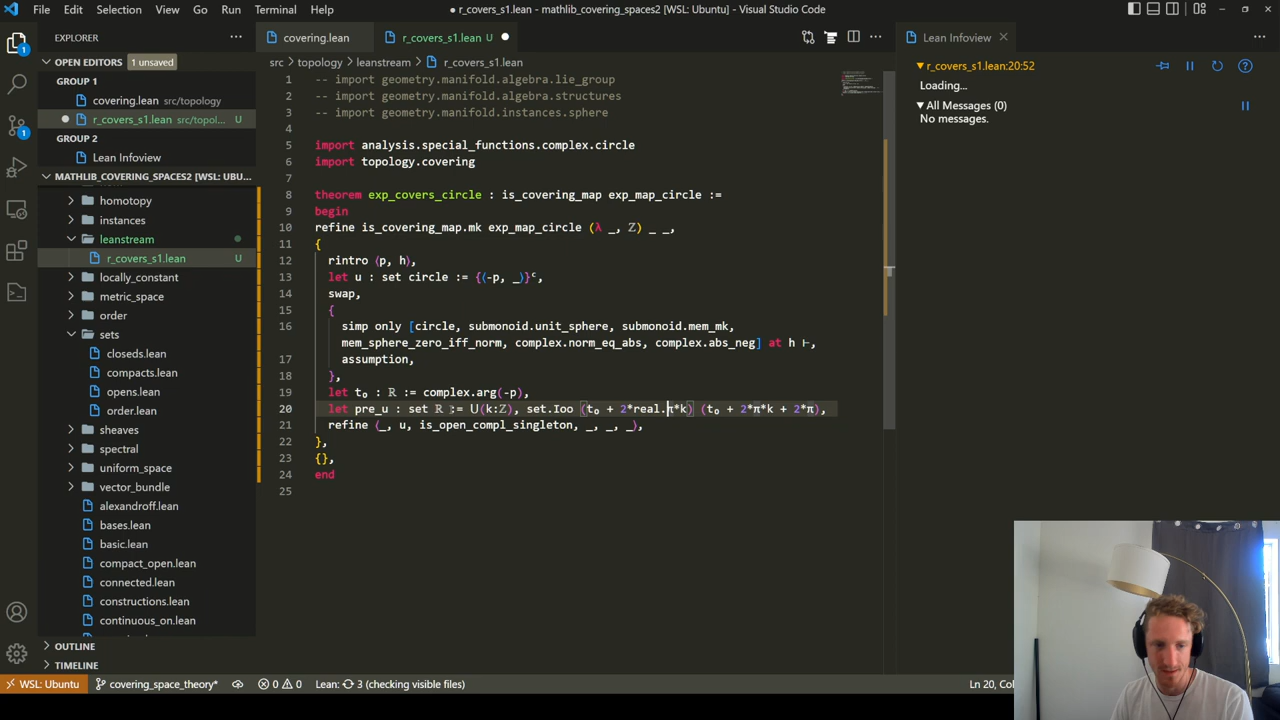 File Edit Selection View Go Run Terminal Help
● r_covers_s1.lean - mathlib_covering_spaces2 [WSL: Ubuntu] - Visual Studio Code
EXPLORER
OPEN EDITORS 1 unsaved
GROUP 1
covering.lean src/topology
r_covers_s1.lean src/topol... U
GROUP 2
Lean Infoview
MATHLIB_COVERING_SPACES2 [WSL: UBU...
homotopy
instances
leanstream
r_covers_s1.lean U
locally_constant
metric_space
order
sets
closeds.lean
compacts.lean
opens.lean
order.lean
sheaves
spectral
uniform_space
vector_bundle
alexandroff.lean
bases.lean
basic.lean
compact_open.lean
connected.lean
constructions.lean
continuous_on.lean
OUTLINE
TIMELINE
covering.lean
r_covers_s1.lean U ●
src > topology > leanstream > r_covers_s1.lean
1 -- import geometry.manifold.algebra.lie_group
2 -- import geometry.manifold.algebra.structures
3 -- import geometry.manifold.instances.sphere
4
5 import analysis.special_functions.complex.circle
6 import topology.covering
7
8 theorem exp_covers_circle : is_covering_map exp_map_circle :=
9 begin
10 refine is_covering_map.mk exp_map_circle (λ _, ℤ) _ _,
11 {
12 rintro ⟨p, h⟩,
13 let u : set circle := {⟨-p, _⟩}ᶜ,
14 swap,
15 {
16 simp only [circle, submonoid.unit_sphere, submonoid.mem_mk,
mem_sphere_zero_iff_norm, complex.norm_eq_abs, complex.abs_neg] at h ⊢,
17 assumption,
18 },
19 let t₀ : ℝ := complex.arg(-p),
20 let pre_u : set ℝ := ⋃(k:ℤ), set.Ioo (t₀ + 2*real.π*k) (t₀ + 2*π*k + 2*π),
21 refine ⟨_, u, is_open_compl_singleton, _, _, _⟩,
22 },
23 {},
24 end
25
Lean Infoview
r_covers_s1.lean:20:52
Loading...
All Messages (0)
No messages.
WSL: Ubuntu covering_space_theory* 0 0 Lean: 3 (checking visible files) Ln 20, Col